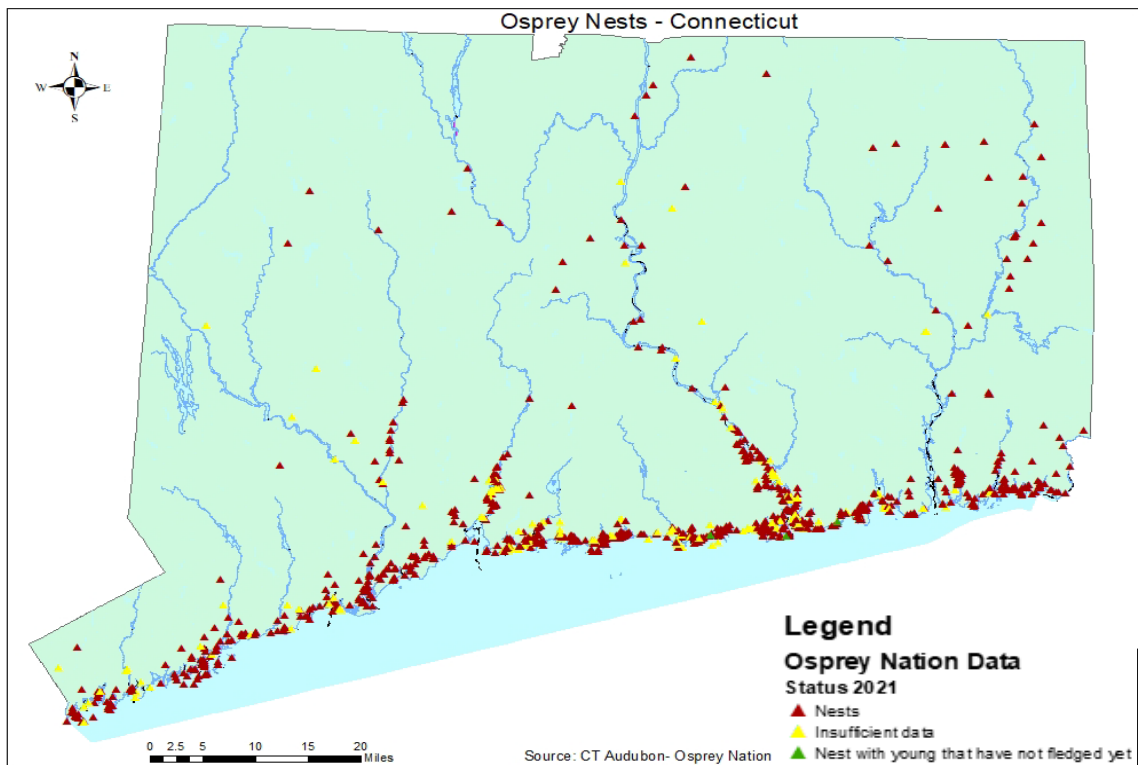 Osprey Nests - Connecticut
N
W E
S
Legend
Osprey Nation Data
Status 2021
Nests
Insufficient data
Nest with young that have not fledged yet
0 2.5 5 10 15 20
Miles
Source: CT Audubon- Osprey Nation